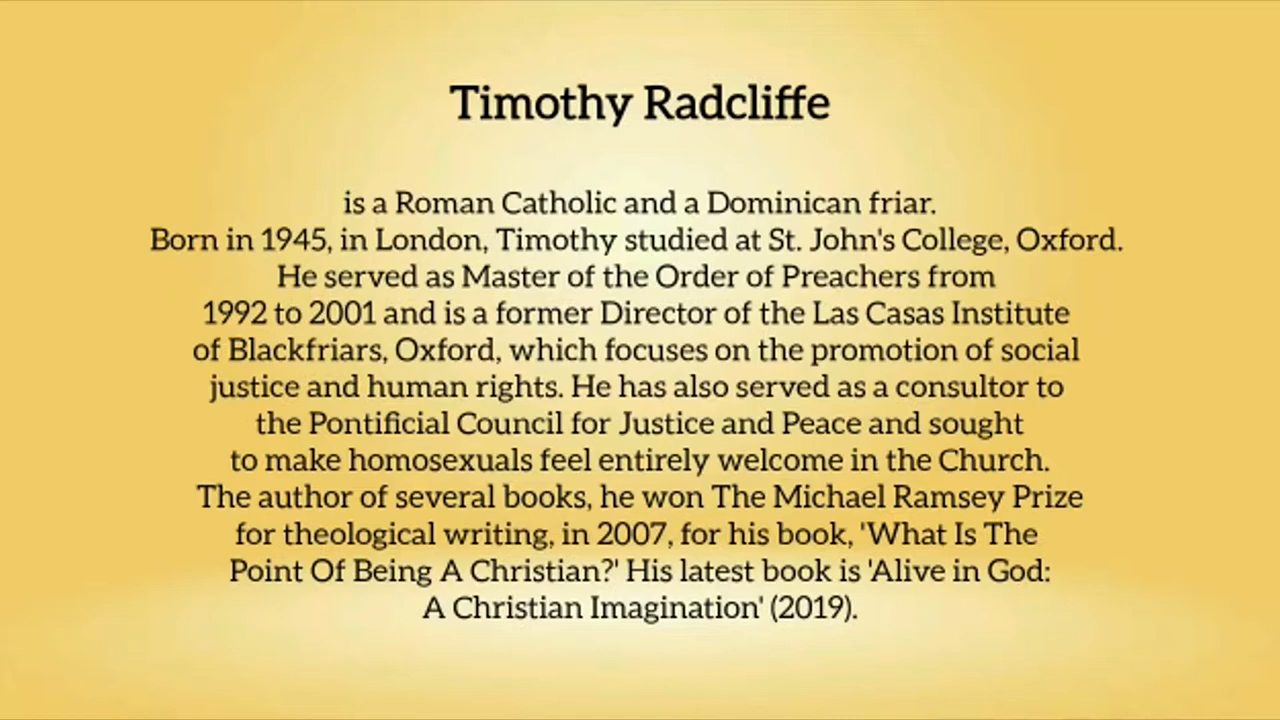 Timothy Radcliffe
is a Roman Catholic and a Dominican friar.
Born in 1945, in London, Timothy studied at St. John's College, Oxford.
He served as Master of the Order of Preachers from
1992 to 2001 and is a former Director of the Las Casas Institute
of Blackfriars, Oxford, which focuses on the promotion of social
justice and human rights. He has also served as a consultor to
the Pontificial Council for Justice and Peace and sought
to make homosexuals feel entirely welcome in the Church.
The author of several books, he won The Michael Ramsey Prize
for theological writing, in 2007, for his book, 'What Is The
Point Of Being A Christian?' His latest book is 'Alive in God:
A Christian Imagination' (2019).